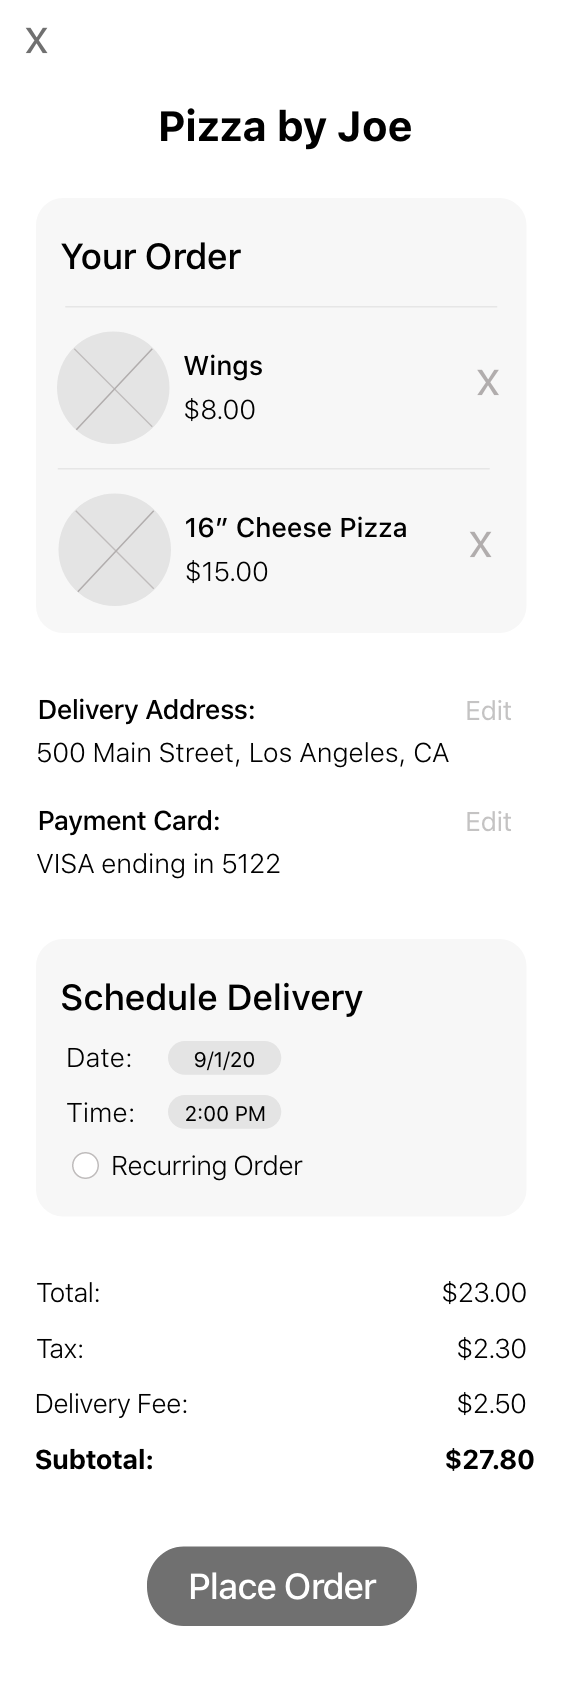 X
Pizza by Joe
Your Order
Wings
X
$8.00
16” Cheese Pizza
X
$15.00
Delivery Address:
Edit
500 Main Street, Los Angeles, CA
Payment Card:
Edit
VISA ending in 5122
Schedule Delivery
Date: 9/1/20
Time: 2:00 PM
Recurring Order
Total: $23.00
Tax: $2.30
Delivery Fee: $2.50
Subtotal: $27.80
Place Order